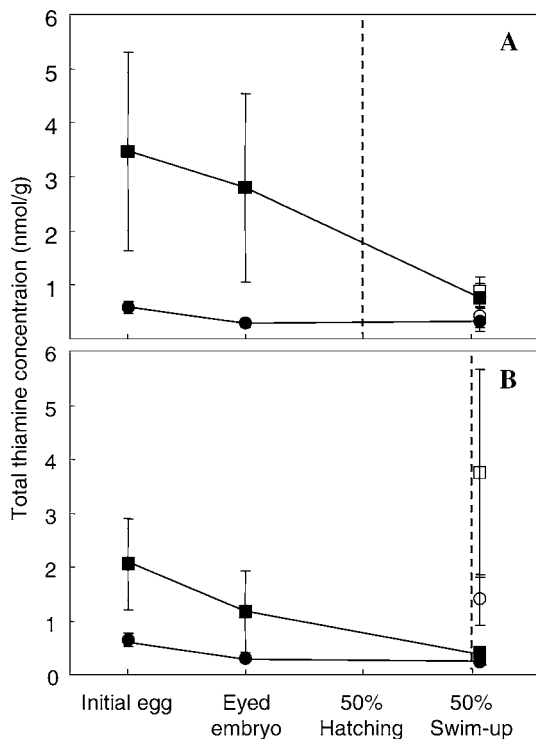 6
A
5
4
3
2
1
Total thiamine concentraion (nmol/g)
6
B
5
4
3
2
1
0
Initial egg
Eyed embryo
50% Hatching
50% Swim-up